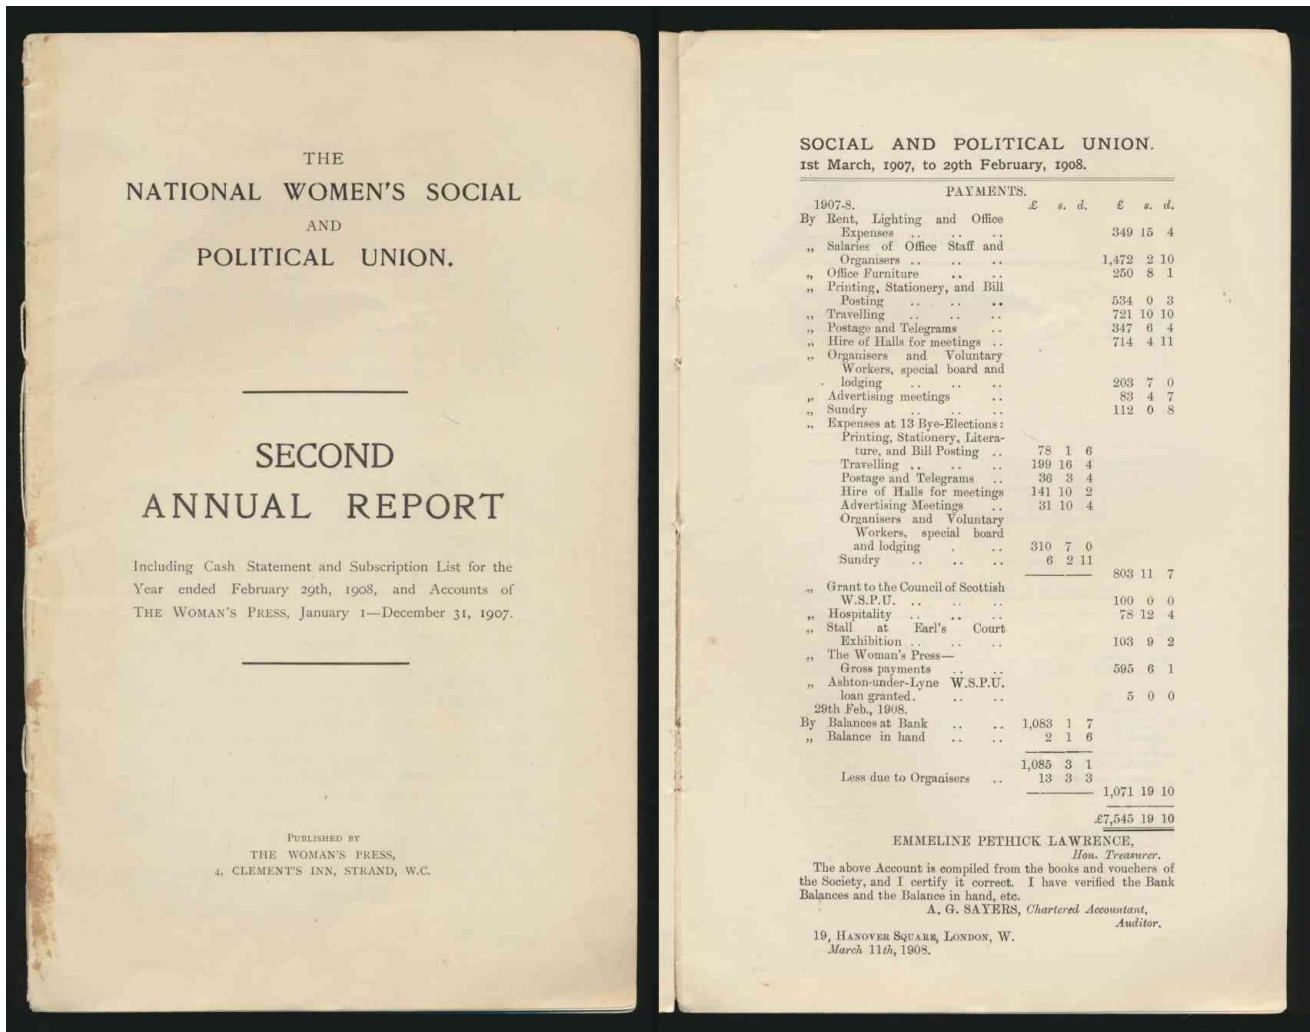 THE
NATIONAL WOMEN'S SOCIAL
AND
POLITICAL UNION.
SECOND
ANNUAL REPORT
Including Cash Statement and Subscription List for the
Year ended February 29th, 1908, and Accounts of
THE WOMAN'S PRESS, January 1—December 31, 1907.
PUBLISHED BY
THE WOMAN'S PRESS,
4, CLEMENT'S INN, STRAND, W.C.
SOCIAL AND POLITICAL UNION.
1st March, 1907, to 29th February, 1908.
PAYMENTS.
1907-8. £ s. d. £ s. d.
By Rent, Lighting and Office
Expenses .. .. .. 349 15 4
„ Salaries of Office Staff and
Organisers .. .. .. 1,472 2 10
„ Office Furniture .. .. 250 8 1
„ Printing, Stationery, and Bill
Posting .. .. .. 534 0 3
„ Travelling .. .. .. 721 10 10
„ Postage and Telegrams .. 347 6 4
„ Hire of Halls for meetings .. 714 4 11
„ Organisers and Voluntary
Workers, special board and
lodging .. .. .. 203 7 0
„ Advertising meetings .. 83 4 7
„ Sundry .. .. .. 112 0 8
„ Expenses at 13 Bye-Elections:
Printing, Stationery, Litera-
ture, and Bill Posting .. 78 1 6
Travelling .. .. .. 199 16 4
Postage and Telegrams .. 36 3 4
Hire of Halls for meetings 141 10 2
Advertising Meetings .. 31 10 4
Organisers and Voluntary
Workers, special board
and lodging . .. 310 7 0
Sundry .. .. .. 6 2 11
803 11 7
„ Grant to the Council of Scottish
W.S.P.U. .. .. .. 100 0 0
„ Hospitality .. .. .. 78 12 4
„ Stall at Earl's Court
Exhibition .. .. .. 103 9 2
„ The Woman's Press—
Gross payments .. .. 595 6 1
„ Ashton-under-Lyne W.S.P.U.
loan granted. .. .. 5 0 0
29th Feb., 1908.
By Balances at Bank .. .. 1,083 1 7
„ Balance in hand .. .. 2 1 6
1,085 3 1
Less due to Organisers .. 13 3 3
1,071 19 10
£7,545 19 10
EMMELINE PETHICK LAWRENCE,
Hon. Treasurer.
The above Account is compiled from the books and vouchers of
the Society, and I certify it correct. I have verified the Bank
Balances and the Balance in hand, etc.
A. G. SAYERS, Chartered Accountant,
Auditor.
19, HANOVER SQUARE, LONDON, W.
March 11th, 1908.